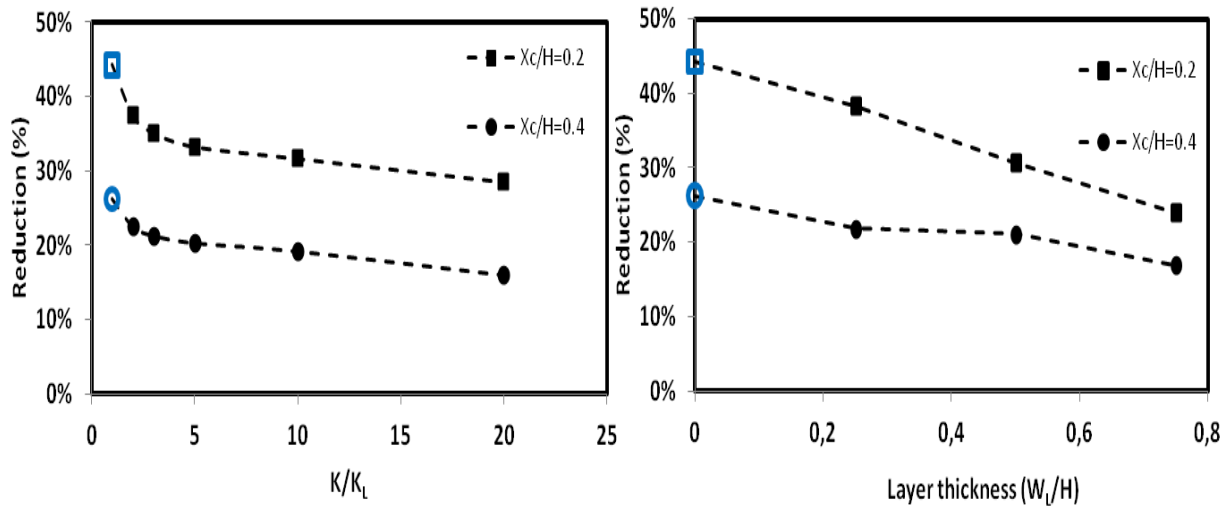 50%
40%
30%
20%
10%
0%
Reduction (%)
0
5
10
15
20
25
K/K_L
Xc/H=0.2
Xc/H=0.4
50%
40%
30%
20%
10%
0%
Reduction (%)
0
0,2
0,4
0,6
0,8
Layer thickness (W_L/H)
Xc/H=0.2
Xc/H=0.4